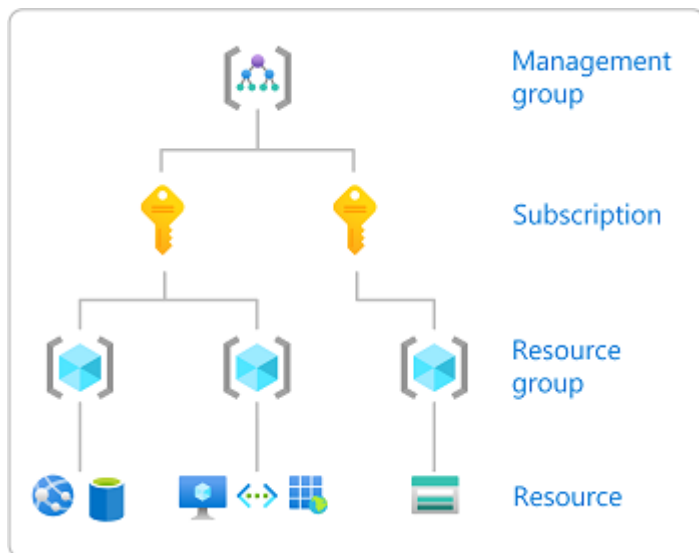 Management
group
Subscription
Resource
group
Resource